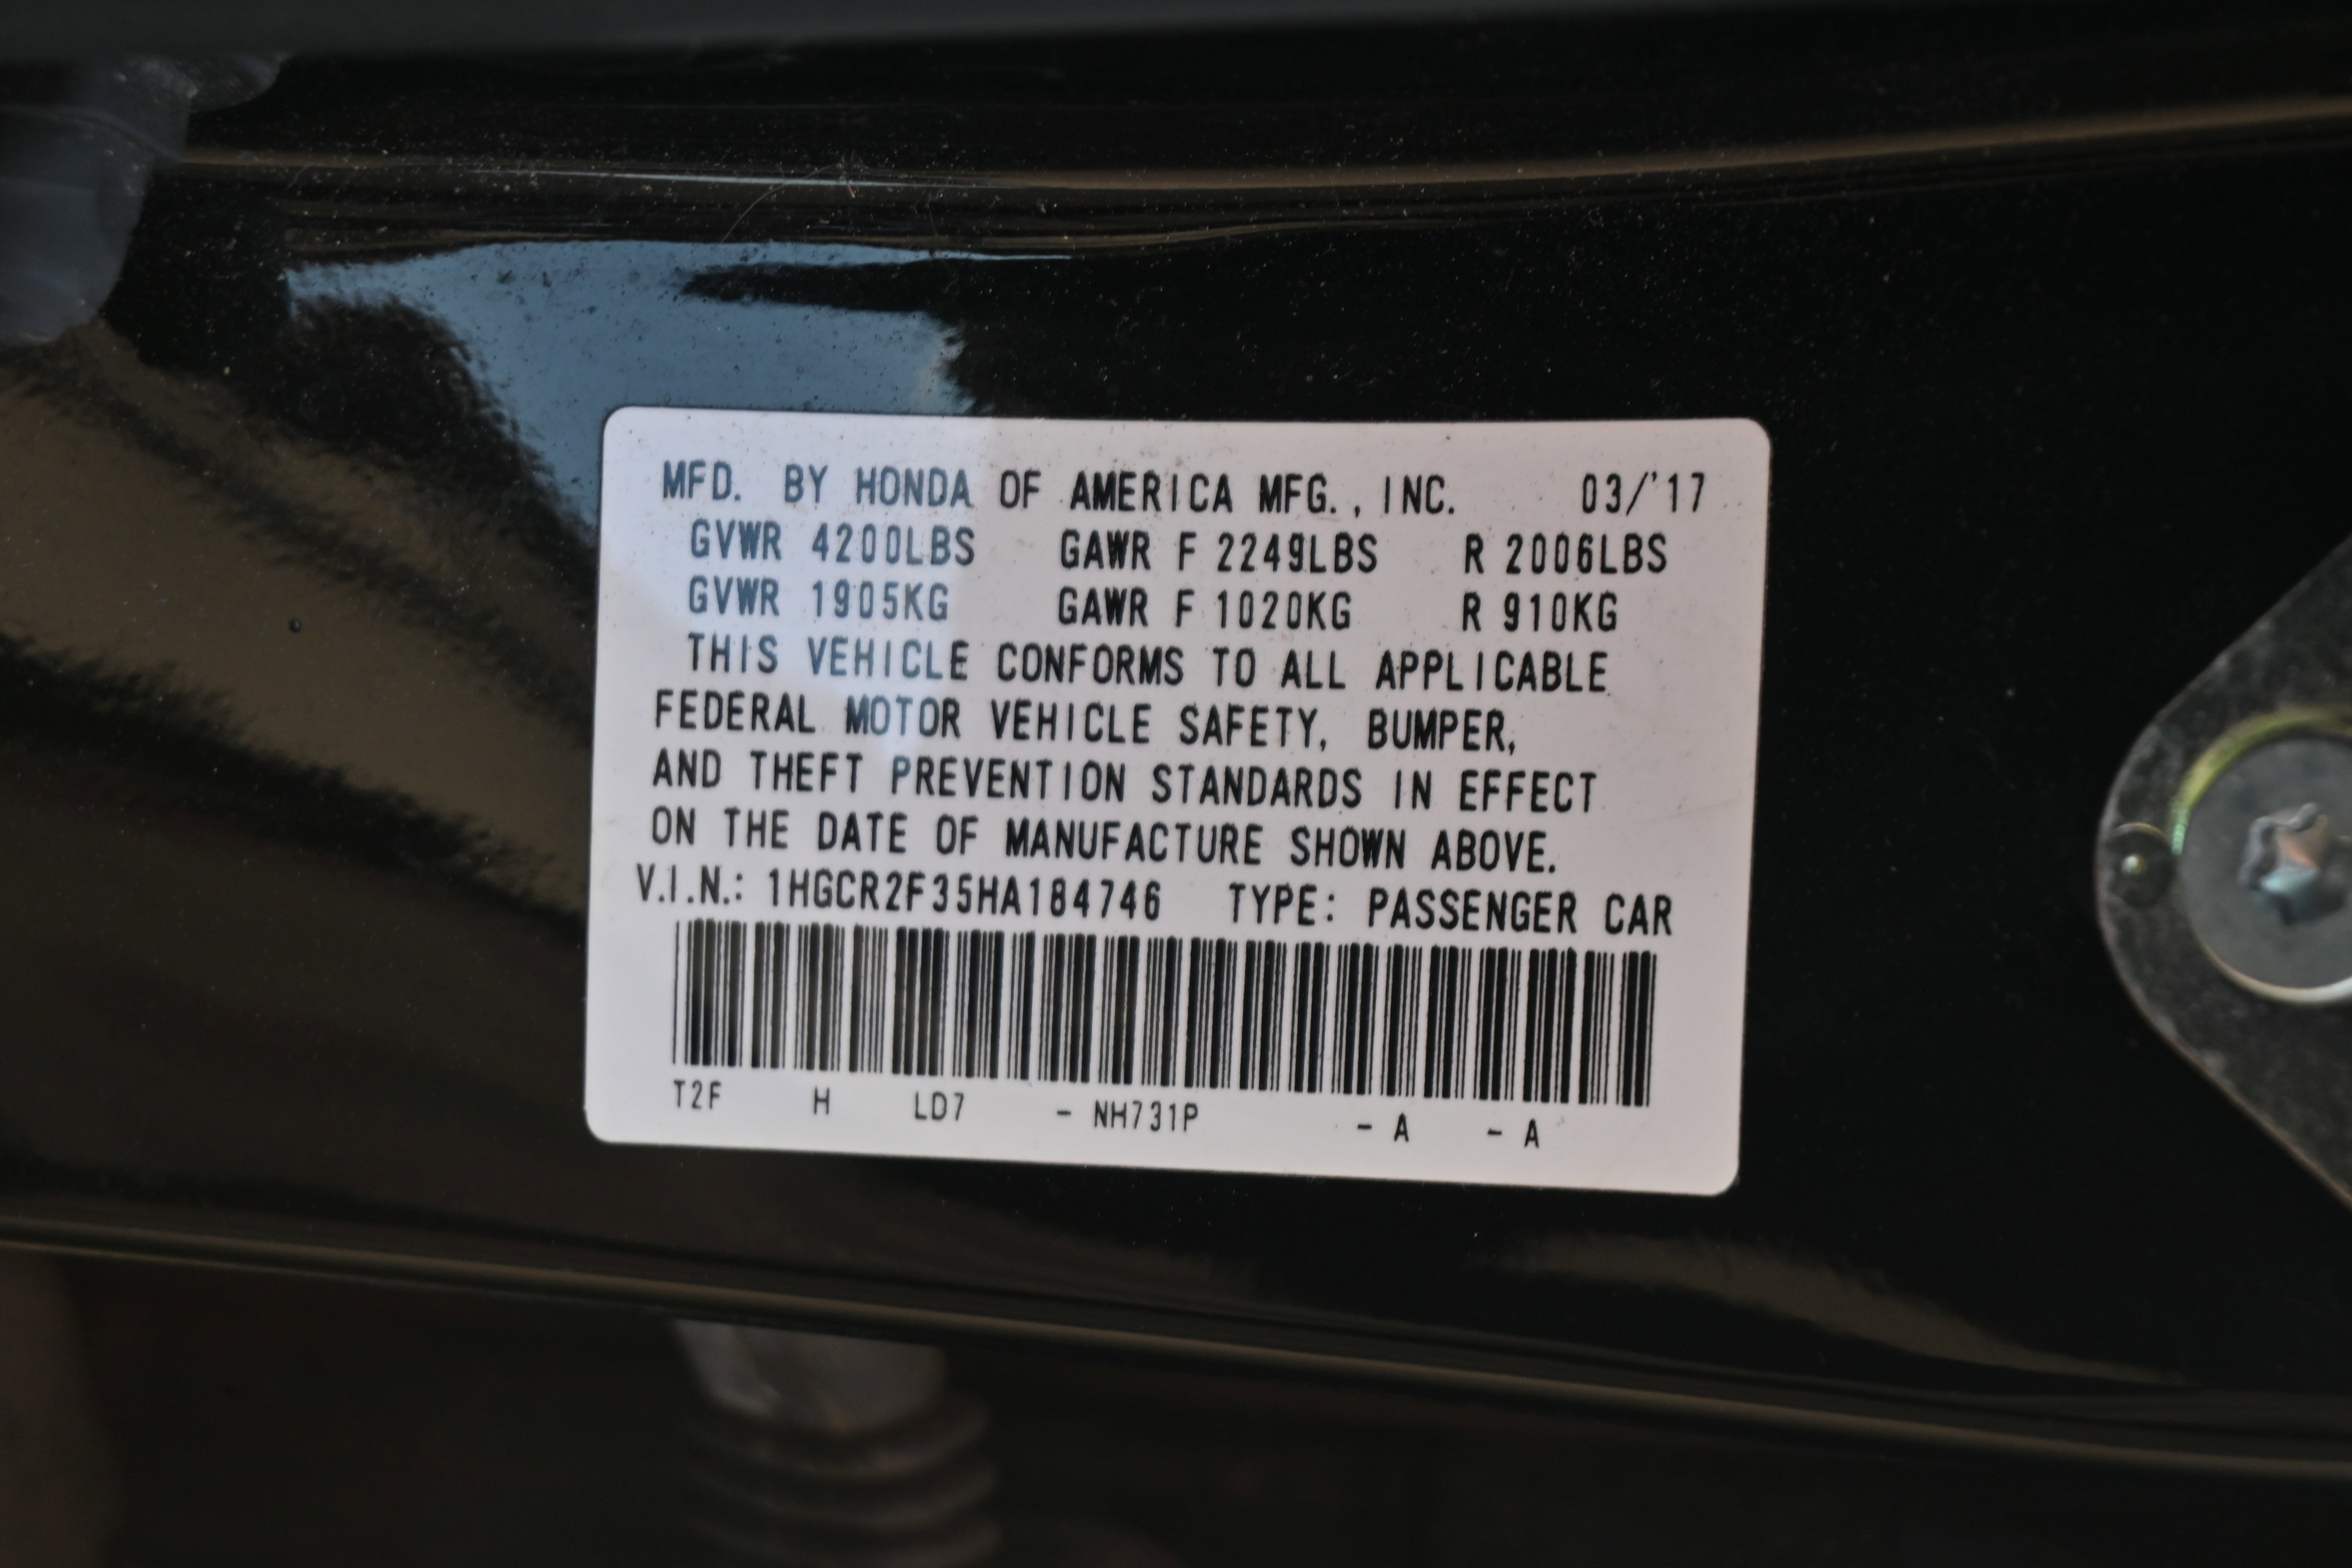 MFD. BY HONDA OF AMERICA MFG., INC. 03/'17
GVWR 4200LBS GAWR F 2249LBS R 2006LBS
GVWR 1905KG GAWR F 1020KG R 910KG
THIS VEHICLE CONFORMS TO ALL APPLICABLE
FEDERAL MOTOR VEHICLE SAFETY, BUMPER,
AND THEFT PREVENTION STANDARDS IN EFFECT
ON THE DATE OF MANUFACTURE SHOWN ABOVE.
V.I.N.: 1HGCR2F35HA184746 TYPE: PASSENGER CAR
T2F H LD7 - NH731P - A - A